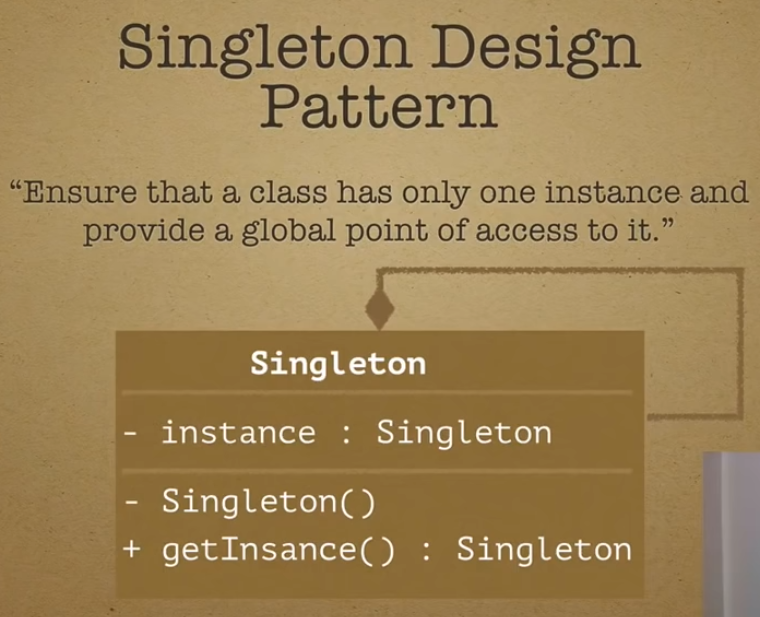 Singleton Design
Pattern
“Ensure that a class has only one instance and
provide a global point of access to it.”
Singleton
- instance : Singleton
- Singleton()
+ getInsance() : Singleton